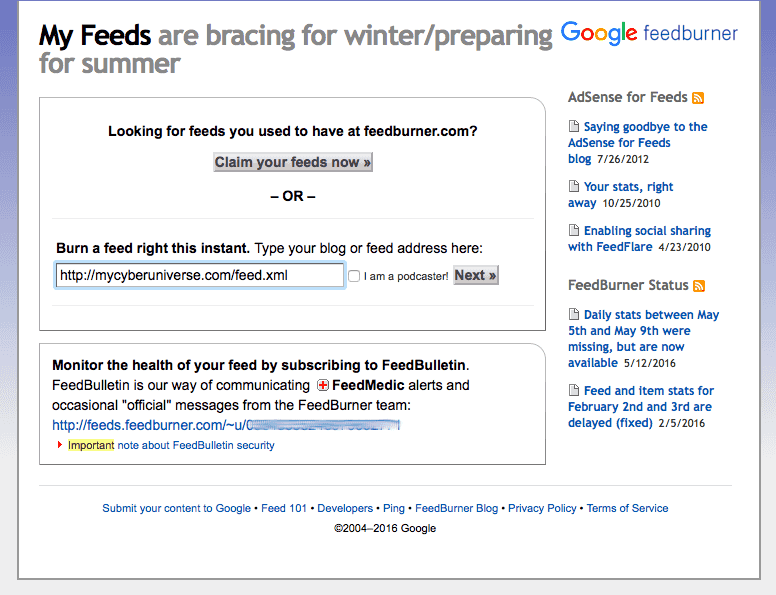 My Feeds are bracing for winter/preparing
for summer
Google feedburner
Looking for feeds you used to have at feedburner.com?
Claim your feeds now »
– OR –
Burn a feed right this instant. Type your blog or feed address here:
http://mycyberuniverse.com/feed.xml
I am a podcaster!
Next »
Monitor the health of your feed by subscribing to FeedBulletin.
FeedBulletin is our way of communicating FeedMedic alerts and
occasional "official" messages from the FeedBurner team:
http://feeds.feedburner.com/~u/
Important note about FeedBulletin security
AdSense for Feeds
Saying goodbye to the
AdSense for Feeds
blog 7/26/2012
Your stats, right
away 10/25/2010
Enabling social sharing
with FeedFlare 4/23/2010
FeedBurner Status
Daily stats between May
5th and May 9th were
missing, but are now
available 5/12/2016
Feed and item stats for
February 2nd and 3rd are
delayed (fixed) 2/5/2016
Submit your content to Google • Feed 101 • Developers • Ping • FeedBurner Blog • Privacy Policy • Terms of Service
©2004–2016 Google